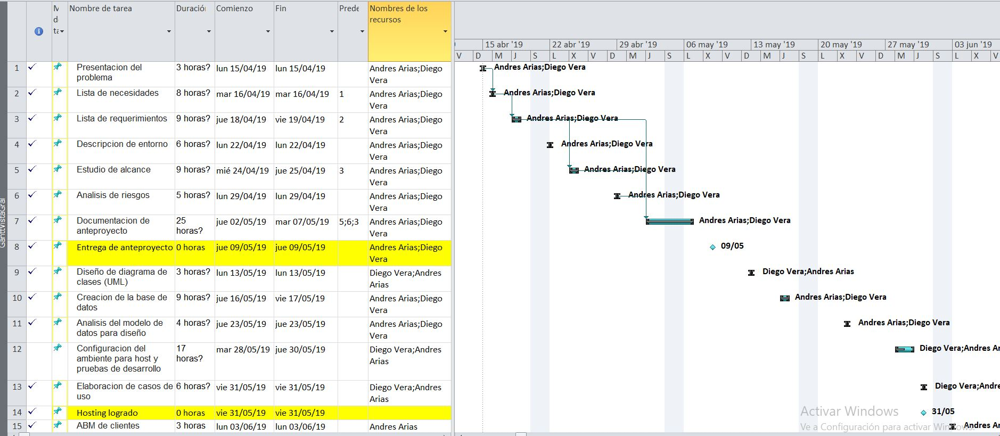 M
d
ta
Nombre de tarea
Duración
Comienzo
Fin
Prede
Nombres de los
recursos
15 abr '19
22 abr '19
29 abr '19
06 may '19
13 may '19
20 may '19
27 may '19
03 jun '19
V D M J S L X V D M J S L X V D M J S L X V D M J S L X V
1 Presentacion del
problema
3 horas? lun 15/04/19 lun 15/04/19
Andres Arias;Diego
Vera
Andres Arias;Diego Vera
2 Lista de necesidades 8 horas? mar 16/04/19 mar 16/04/19 1
Andres Arias;Diego
Vera
Andres Arias;Diego Vera
3 Lista de requerimientos 9 horas? jue 18/04/19 vie 19/04/19 2
Andres Arias;Diego
Vera
Andres Arias;Diego Vera
4 Descripcion de entorno 6 horas? lun 22/04/19 lun 22/04/19
Andres Arias;Diego
Vera
Andres Arias;Diego Vera
5 Estudio de alcance 9 horas? mié 24/04/19 jue 25/04/19 3
Andres Arias;Diego
Vera
Andres Arias;Diego Vera
6 Analisis de riesgos 5 horas? lun 29/04/19 lun 29/04/19
Andres Arias;Diego
Vera
Andres Arias;Diego Vera
7 Documentacion de
anteproyecto
25
horas?
jue 02/05/19 mar 07/05/19 5;6;3
Andres Arias;Diego
Vera
Andres Arias;Diego Vera
8 Entrega de anteproyecto 0 horas jue 09/05/19 jue 09/05/19
Andres Arias;Diego
Vera
09/05
9 Diseño de diagrama de
clases (UML)
3 horas? lun 13/05/19 lun 13/05/19
Diego Vera;Andres
Arias
Diego Vera;Andres Arias
10 Creacion de la base de
datos
9 horas? jue 16/05/19 vie 17/05/19
Andres Arias;Diego
Vera
Andres Arias;Diego Vera
11 Analisis del modelo de
datos para diseño
4 horas? jue 23/05/19 jue 23/05/19
Andres Arias;Diego
Vera
Andres Arias;Diego Vera
12 Configuracion del
ambiente para host y
pruebas de desarrollo
17
horas?
mar 28/05/19 jue 30/05/19
Diego Vera;Andres
Arias
Diego Vera;Andres Ar
13 Elaboracion de casos de
uso
6 horas? vie 31/05/19 vie 31/05/19
Diego Vera;Andres
Arias
Diego Vera;Andre
14 Hosting logrado 0 horas vie 31/05/19 vie 31/05/19
31/05
15 ABM de clientes 3 horas lun 03/06/19 lun 03/06/19 Andres Arias
Andres Ar
GanttVistaGral
Activar Windows
Ve a Configuración para activar Windows.